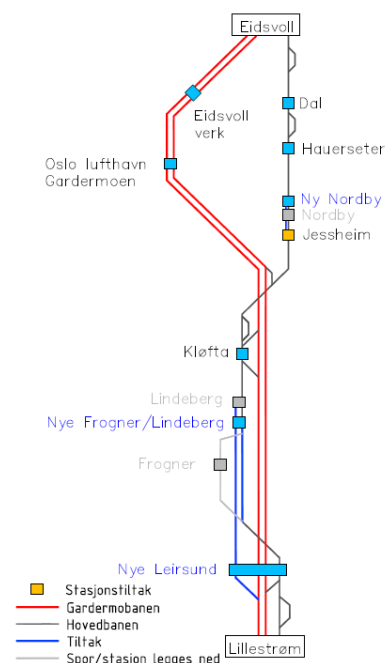 Eidsvoll
Dal
Eidsvoll
verk
Hauerseter
Oslo lufthavn
Gardermoen
Ny Nordby
Nordby
Jessheim
Kløfta
Lindeberg
Nye Frogner/Lindeberg
Frogner
Nye Leirsund
Stasjonstiltak
Gardermobanen
Hovedbanen
Tiltak
Lillestrøm
Spor/stasjon legges ned